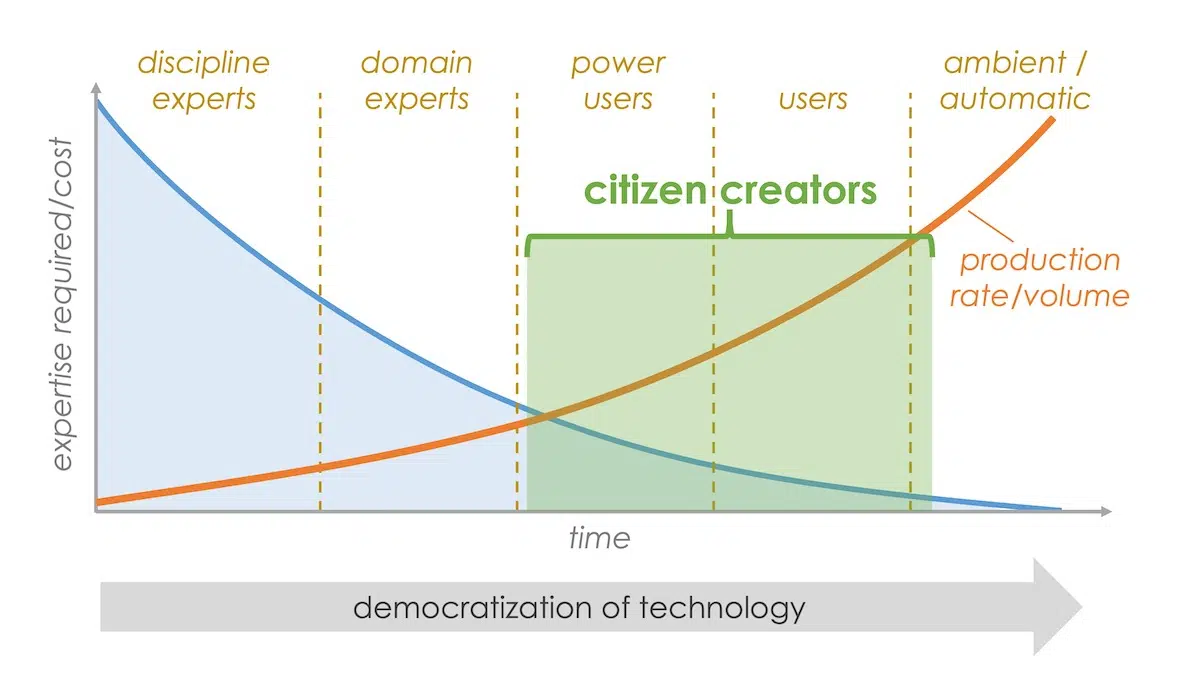 discipline
experts
domain
experts
power
users
users
ambient /
automatic
citizen creators
expertise required/cost
production
rate/volume
time
democratization of technology